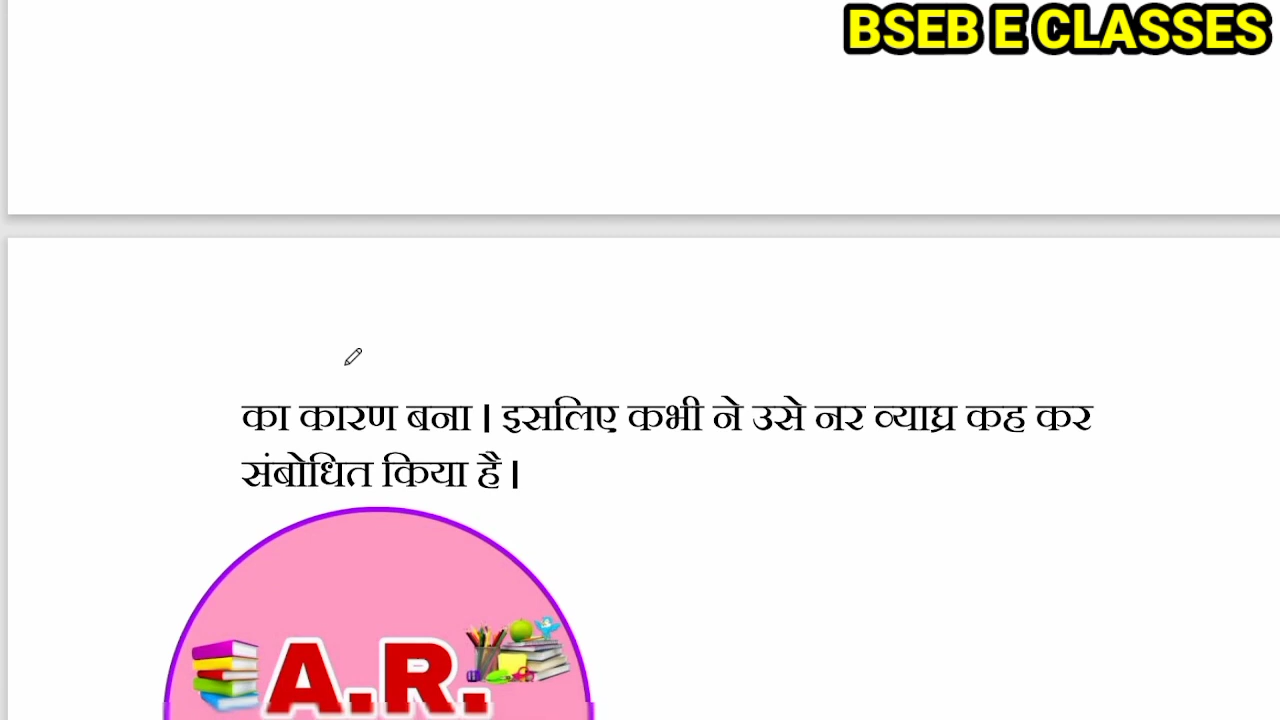 BSEB E CLASSES
का कारण बना । इसलिए कभी ने उसे नर व्याघ्र कह कर
संबोधित किया है ।
A.R.